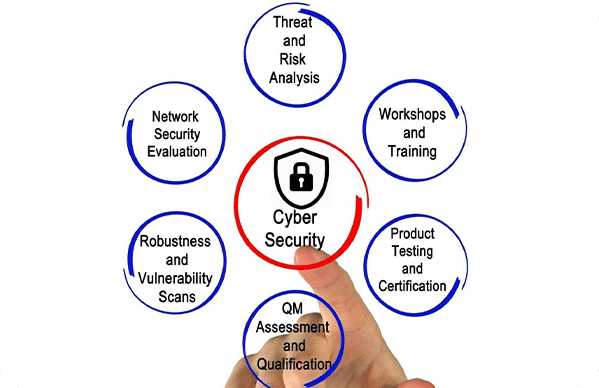 Threat
and
Risk
Analysis
Workshops
and
Training
Product
Testing
and
Certification
QM
Assessment
and
Qualification
Robustness
and
Vulnerability
Scans
Network
Security
Evaluation
Cyber
Security